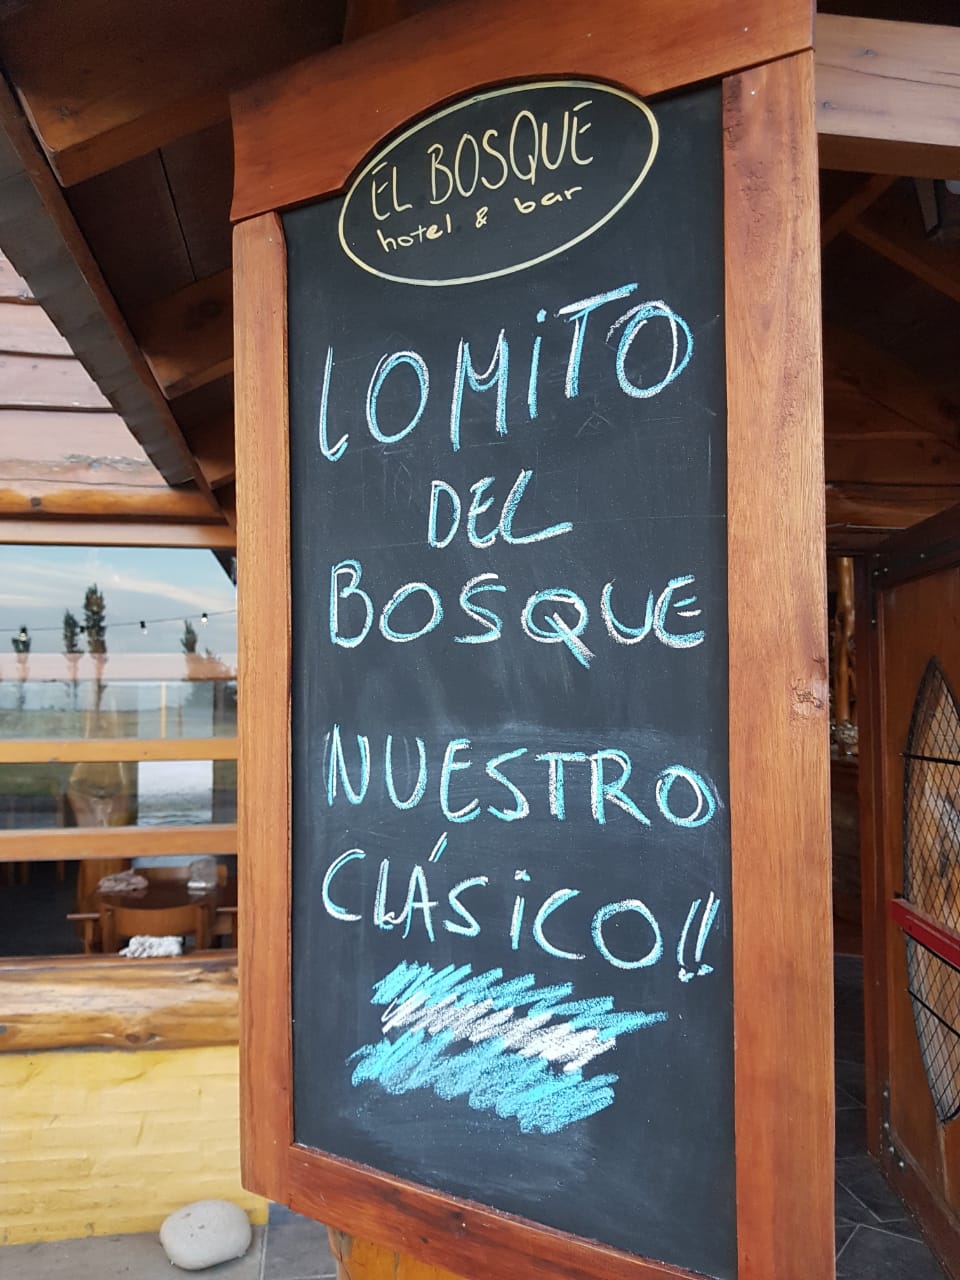 EL BOSQUE
hotel & bar
LOMiTO
DEL
BOSQUE
NUESTRO
CLÁSiCO!!